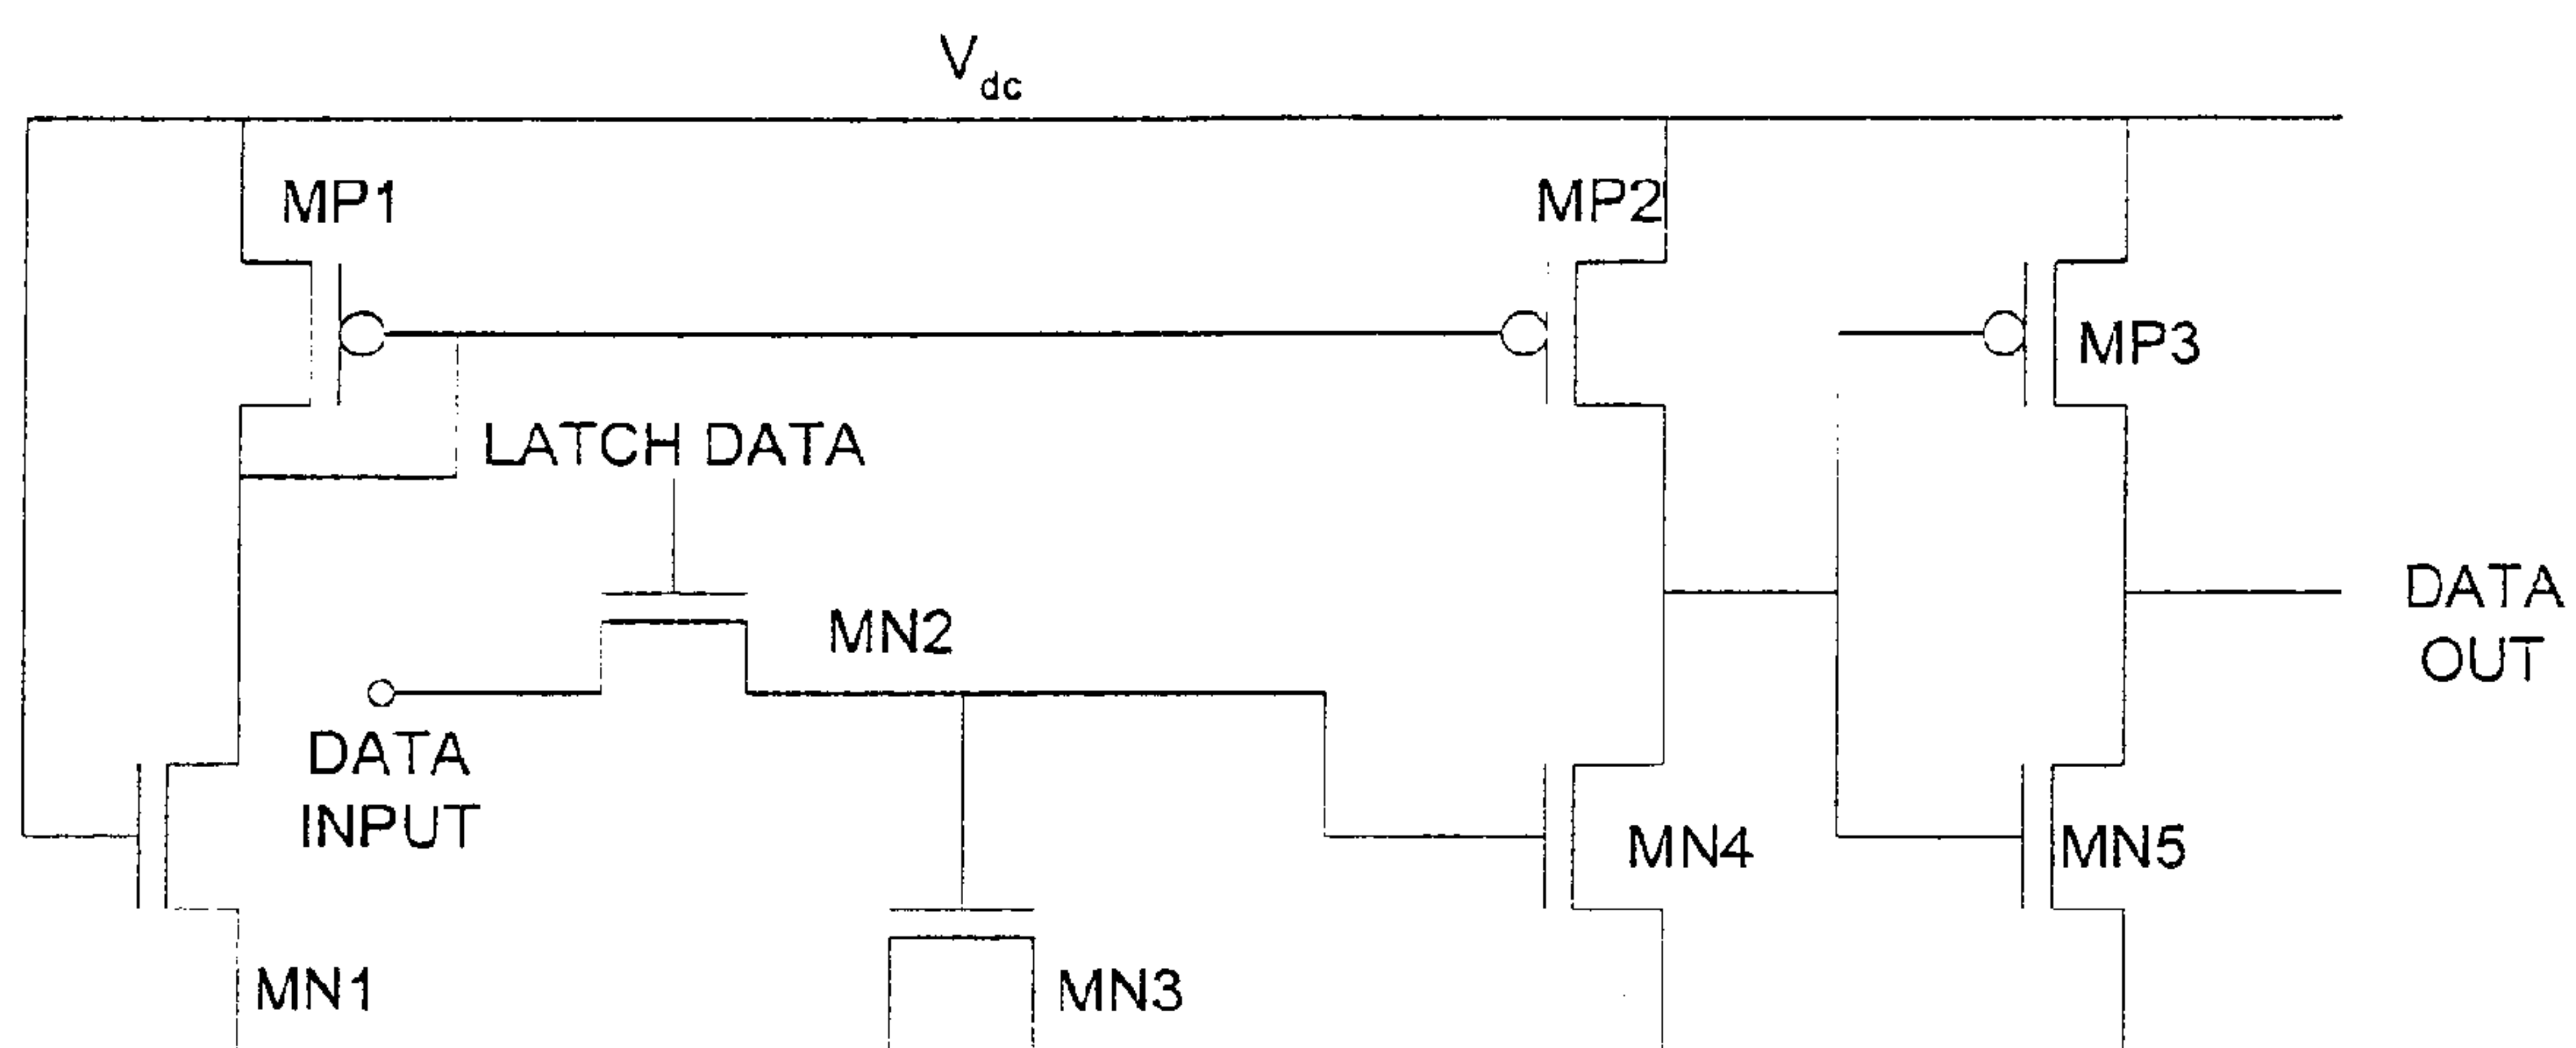 Vdc
MP1
MP2
MP3
LATCH DATA
MN2
DATA
OUT
DATA
INPUT
MN4
MN5
MN1
MN3